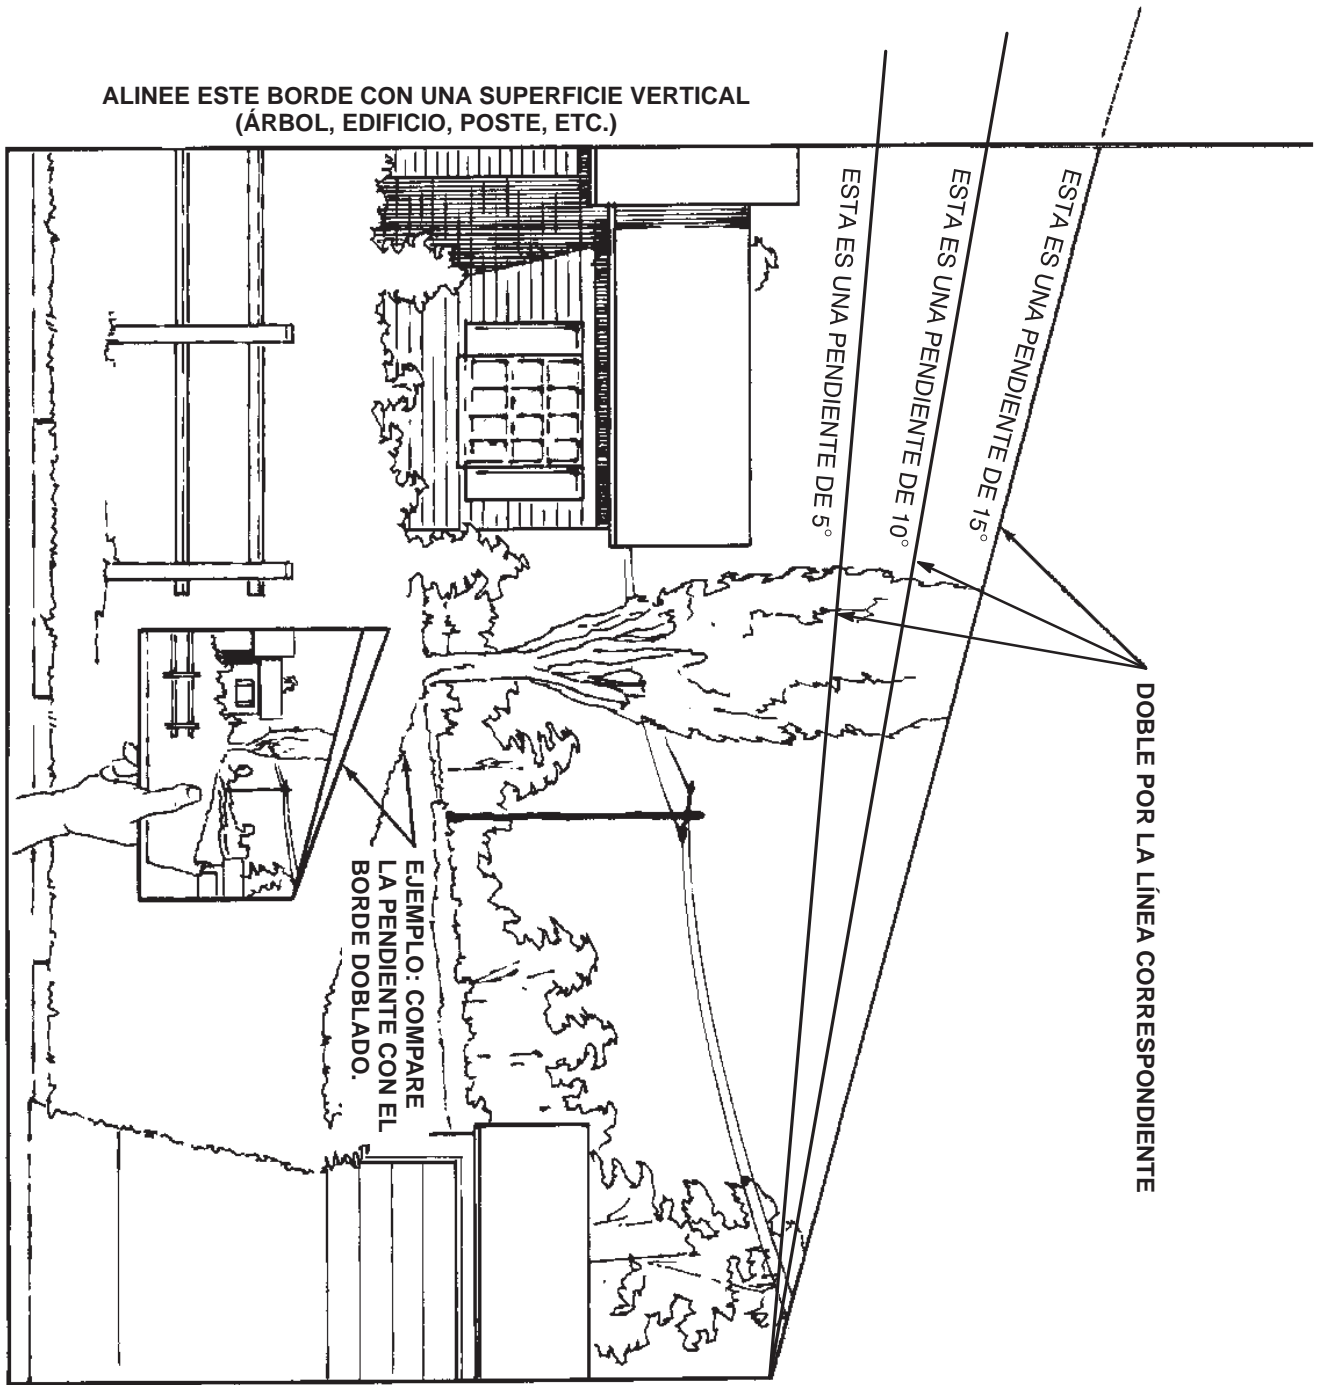 ALINEE ESTE BORDE CON UNA SUPERFICIE VERTICAL
(ÁRBOL, EDIFICIO, POSTE, ETC.)
ESTA ES UNA PENDIENTE DE 15°
ESTA ES UNA PENDIENTE DE 10°
ESTA ES UNA PENDIENTE DE 5°
DOBLE POR LA LÍNEA CORRESPONDIENTE
EJEMPLO: COMPARE
LA PENDIENTE CON EL
BORDE DOBLADO.